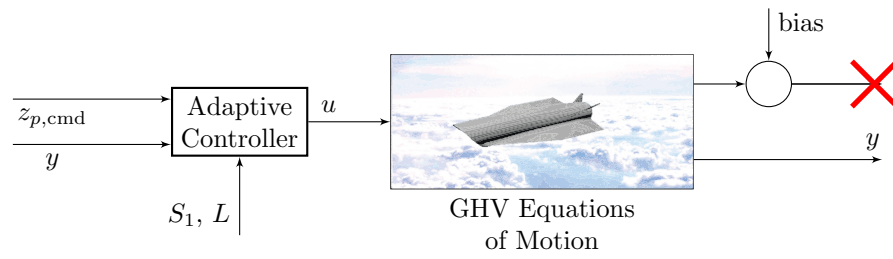 bias
z_{p,cmd}
y
Adaptive
Controller
u
y
S_1, L
GHV Equations
of Motion